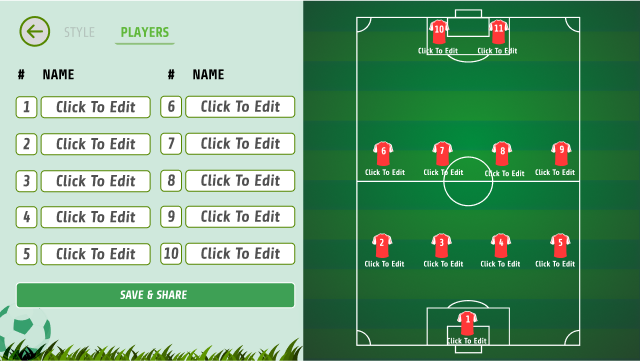 STYLE PLAYERS
# NAME # NAME
1 Click To Edit 6 Click To Edit
2 Click To Edit 7 Click To Edit
3 Click To Edit 8 Click To Edit
4 Click To Edit 9 Click To Edit
5 Click To Edit 10 Click To Edit
SAVE & SHARE
10 11
Click To Edit Click To Edit
6 7 8 9
Click To Edit Click To Edit Click To Edit Click To Edit
2 3 4 5
Click To Edit Click To Edit Click To Edit Click To Edit
1
Click To Edit